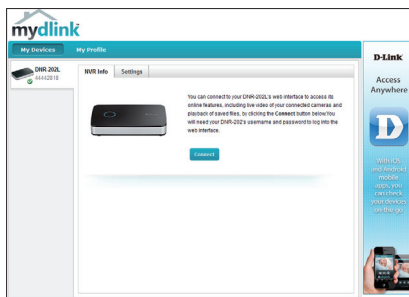 mydlink
My Devices
My Profile
DNR 202L
44442818
NVR Info
Settings
You can connect to your DNR-202L's web interface to access its
online features, including live video of your connected cameras and
playback of saved files, by clicking the Connect button below.You
will need your DNR-202's username and password to log into the
web interface.
Connect
D-Link
Access
Anywhere
D
With iOS
and Android
mobile
apps, you
can check
your devices
on-the-go